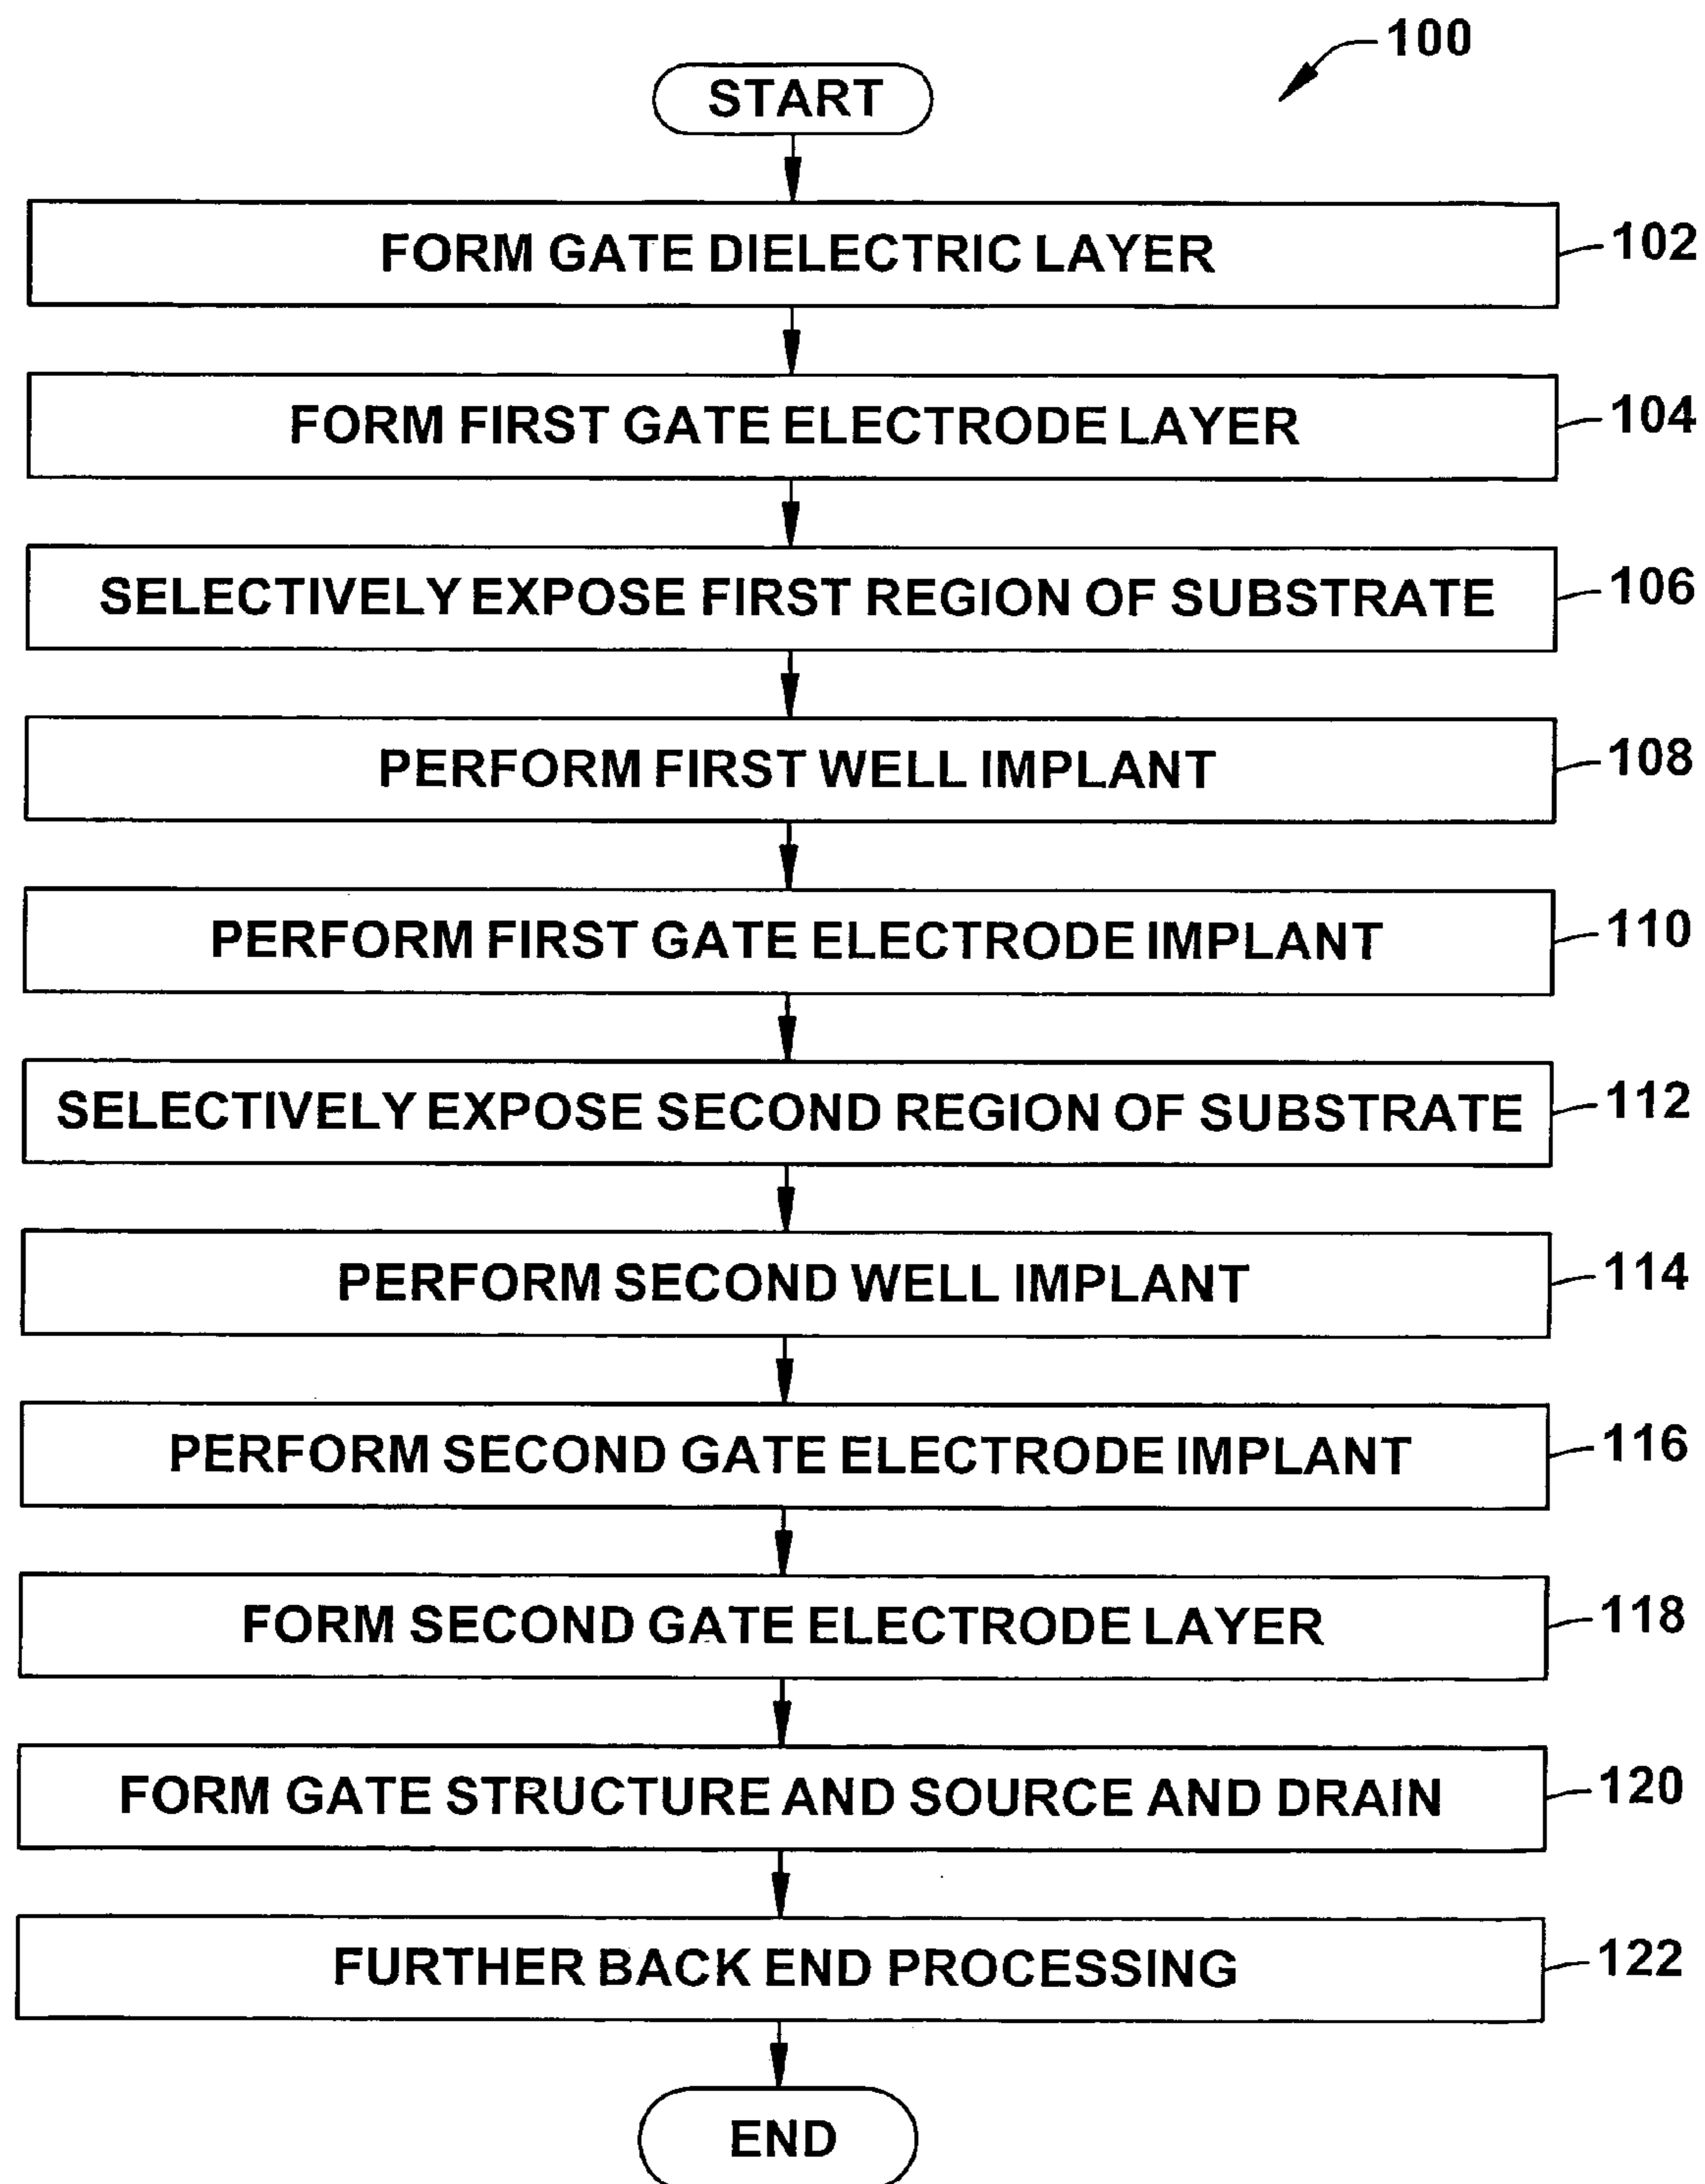 100
START
FORM GATE DIELECTRIC LAYER
102
FORM FIRST GATE ELECTRODE LAYER
104
SELECTIVELY EXPOSE FIRST REGION OF SUBSTRATE
106
PERFORM FIRST WELL IMPLANT
108
PERFORM FIRST GATE ELECTRODE IMPLANT
110
SELECTIVELY EXPOSE SECOND REGION OF SUBSTRATE
112
PERFORM SECOND WELL IMPLANT
114
PERFORM SECOND GATE ELECTRODE IMPLANT
116
FORM SECOND GATE ELECTRODE LAYER
118
FORM GATE STRUCTURE AND SOURCE AND DRAIN
120
FURTHER BACK END PROCESSING
122
END